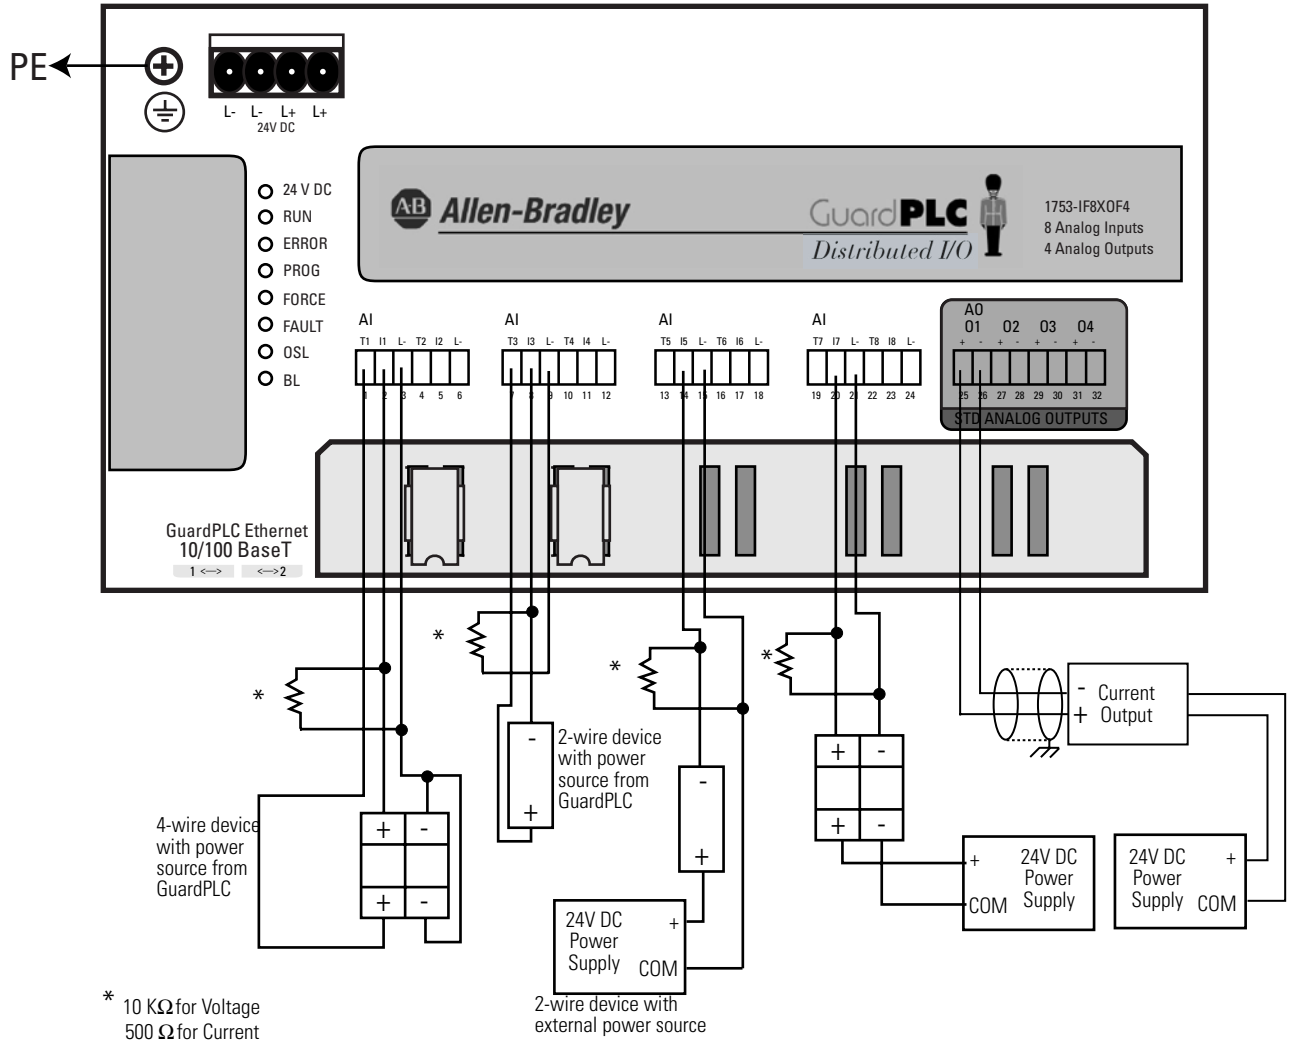 PE
L- L- L+ L+
24V DC
24 V DC
RUN
ERROR
PROG
FORCE
FAULT
OSL
BL
A-B Allen-Bradley
GuardPLC
Distributed I/O
1753-IF8XOF4
8 Analog Inputs
4 Analog Outputs
AI
T1 I1 L- T2 I2 L-
1 2 3 4 5 6
AI
T3 I3 L- T4 I4 L-
7 8 9 10 11 12
AI
T5 I5 L- T6 I6 L-
13 14 15 16 17 18
AI
T7 I7 L- T8 I8 L-
19 20 21 22 23 24
AO
O1 O2 O3 O4
+ - + - + - + -
25 26 27 28 29 30 31 32
STD ANALOG OUTPUTS
GuardPLC Ethernet
10/100 BaseT
1 <--> <-->2
*
*
*
*
- Current
+ Output
4-wire device
with power
source from
GuardPLC
+ -
+ -
-
2-wire device
with power
source from
GuardPLC
+
-
+
+ -
+ -
24V DC +
Power
Supply COM
2-wire device with
external power source
+ 24V DC
Power
COM Supply
24V DC +
Power
Supply COM
* 10 KΩ for Voltage
500 Ω for Current